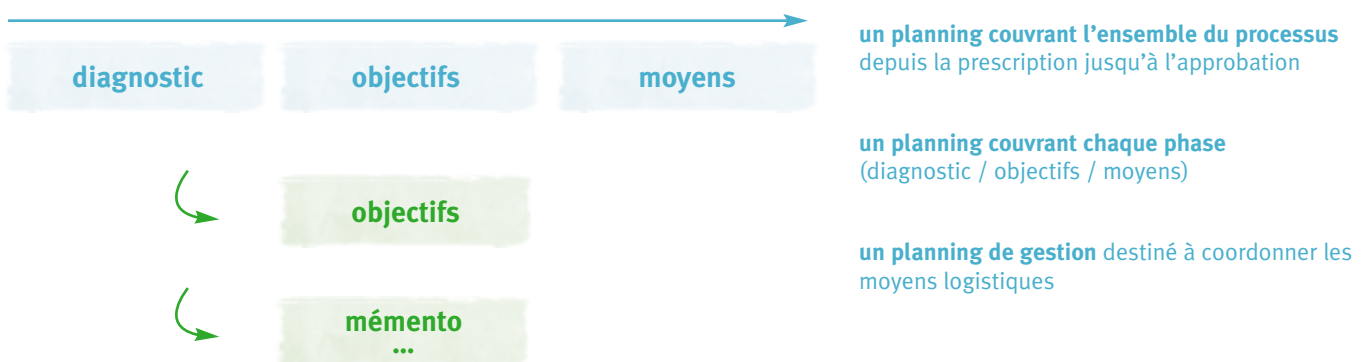 diagnostic
objectifs
moyens
un planning couvrant l’ensemble du processus
depuis la prescription jusqu’à l’approbation
un planning couvrant chaque phase
(diagnostic / objectifs / moyens)
objectifs
un planning de gestion destiné à coordonner les
moyens logistiques
mémento
...